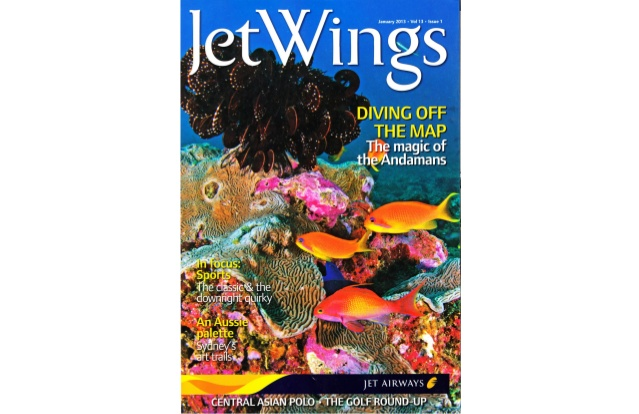 January 2013 • Vol 13 • Issue 1
JetWings
DIVING OFF
THE MAP
The magic of
the Andamans
In focus:
Sports
The classic & the
downright quirky
An Aussie
palette
Sydney's
art trails
JET AIRWAYS
CENTRAL ASIAN POLO • THE GOLF ROUND-UP